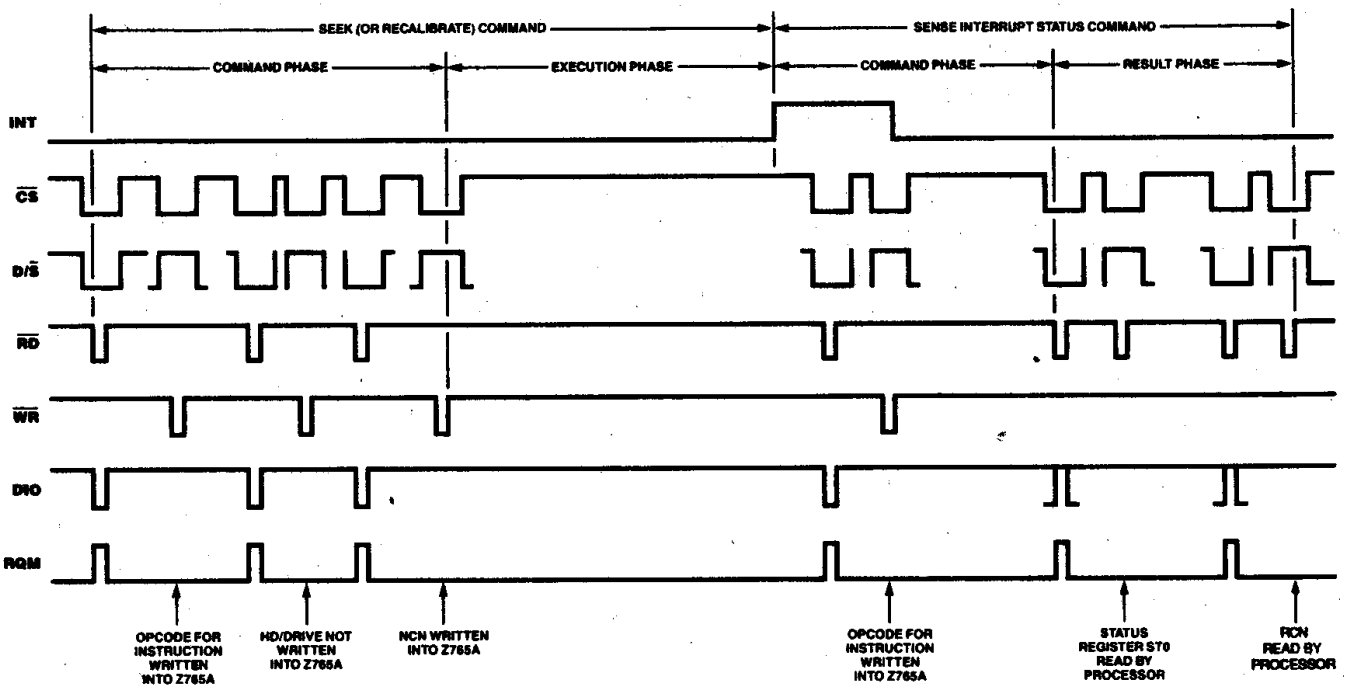 SEEK (OR RECALIBRATE) COMMAND
SENSE INTERRUPT STATUS COMMAND
COMMAND PHASE
EXECUTION PHASE
COMMAND PHASE
RESULT PHASE
INT
CS
D/S
RD
WR
DIO
RQM
OPCODE FOR
INSTRUCTION
WRITTEN
INTO Z765A
HD/DRIVE NOT
WRITTEN
INTO Z765A
NCN WRITTEN
INTO Z765A
OPCODE FOR
INSTRUCTION
WRITTEN
INTO Z765A
STATUS
REGISTER ST0
READ BY
PROCESSOR
RCN
READ BY
PROCESSOR